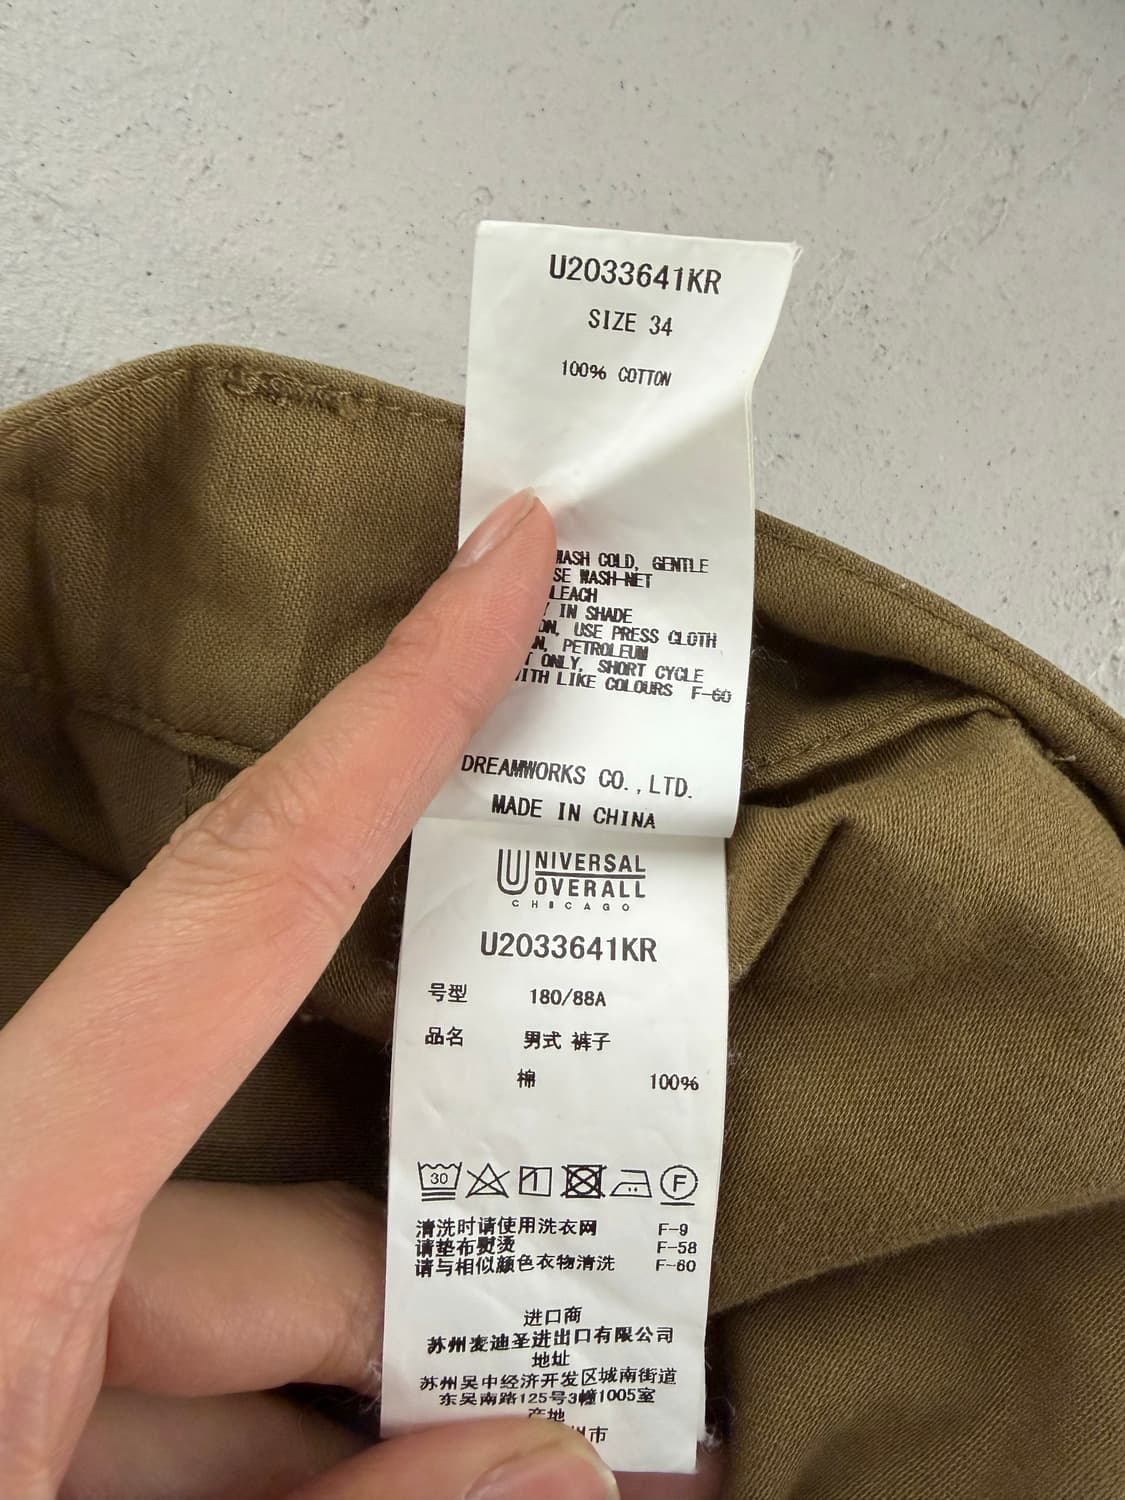 U2033641KR
SIZE 34
100% COTTON
WASH COLD, GENTLE
WASH-NET
IN SHADE
USE PRESS CLOTH
PETROLEUM
ONLY, SHORT CYCLE
WITH LIKE COLOURS F-60
DREAMWORKS CO.,LTD.
MADE IN CHINA
UNIVERSAL
OVERALL
CHICAGO
U2033641KR
号型 180/88A
品名 男式 裤子
棉 100%
30 F
清洗时请使用洗衣网 F-9
请垫布熨烫 F-58
请与相似颜色衣物清洗 F-60
进口商
苏州麦迪圣进出口有限公司
地址
苏州吴中经济开发区城南街道
东吴南路125号3幢1005室
产地
州市